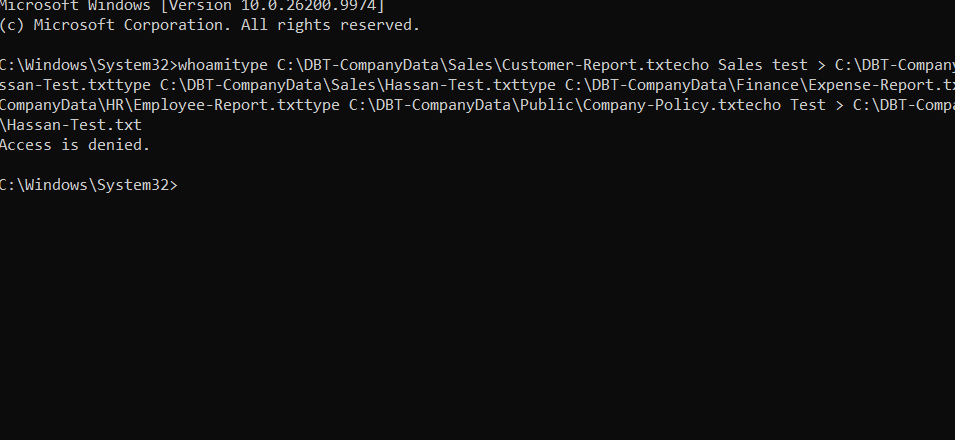 Microsoft Windows [Version 10.0.26200.9974]
(c) Microsoft Corporation. All rights reserved.
C:\Windows\System32>whoamitype C:\DBT-CompanyData\Sales\Customer-Report.txtecho Sales test > C:\DBT-Company
ssan-Test.txttype C:\DBT-CompanyData\Sales\Hassan-Test.txttype C:\DBT-CompanyData\Finance\Expense-Report.tx
CompanyData\HR\Employee-Report.txttype C:\DBT-CompanyData\Public\Company-Policy.txtecho Test > C:\DBT-Compa
\Hassan-Test.txt
Access is denied.
C:\Windows\System32>